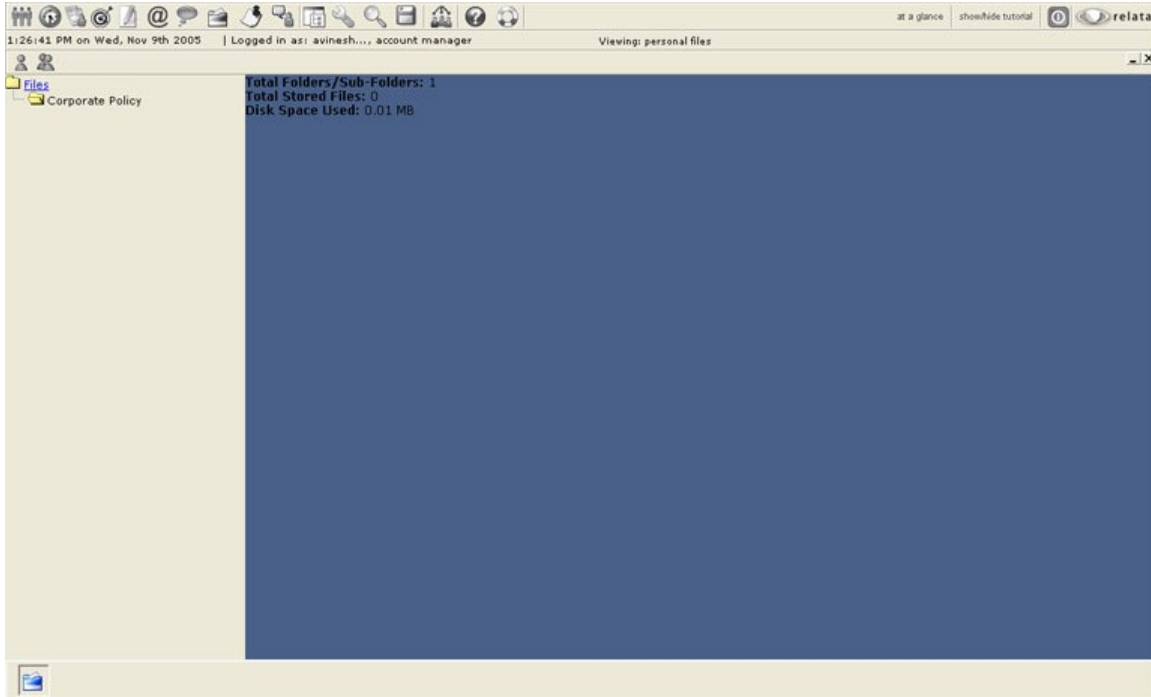 at a glance
show/hide tutorial
relata
1:26:41 PM on Wed, Nov 9th 2005 | Logged in as: avinesh..., account manager
Viewing: personal files
Files
Corporate Policy
Total Folders/Sub-Folders: 1
Total Stored Files: 0
Disk Space Used: 0.01 MB